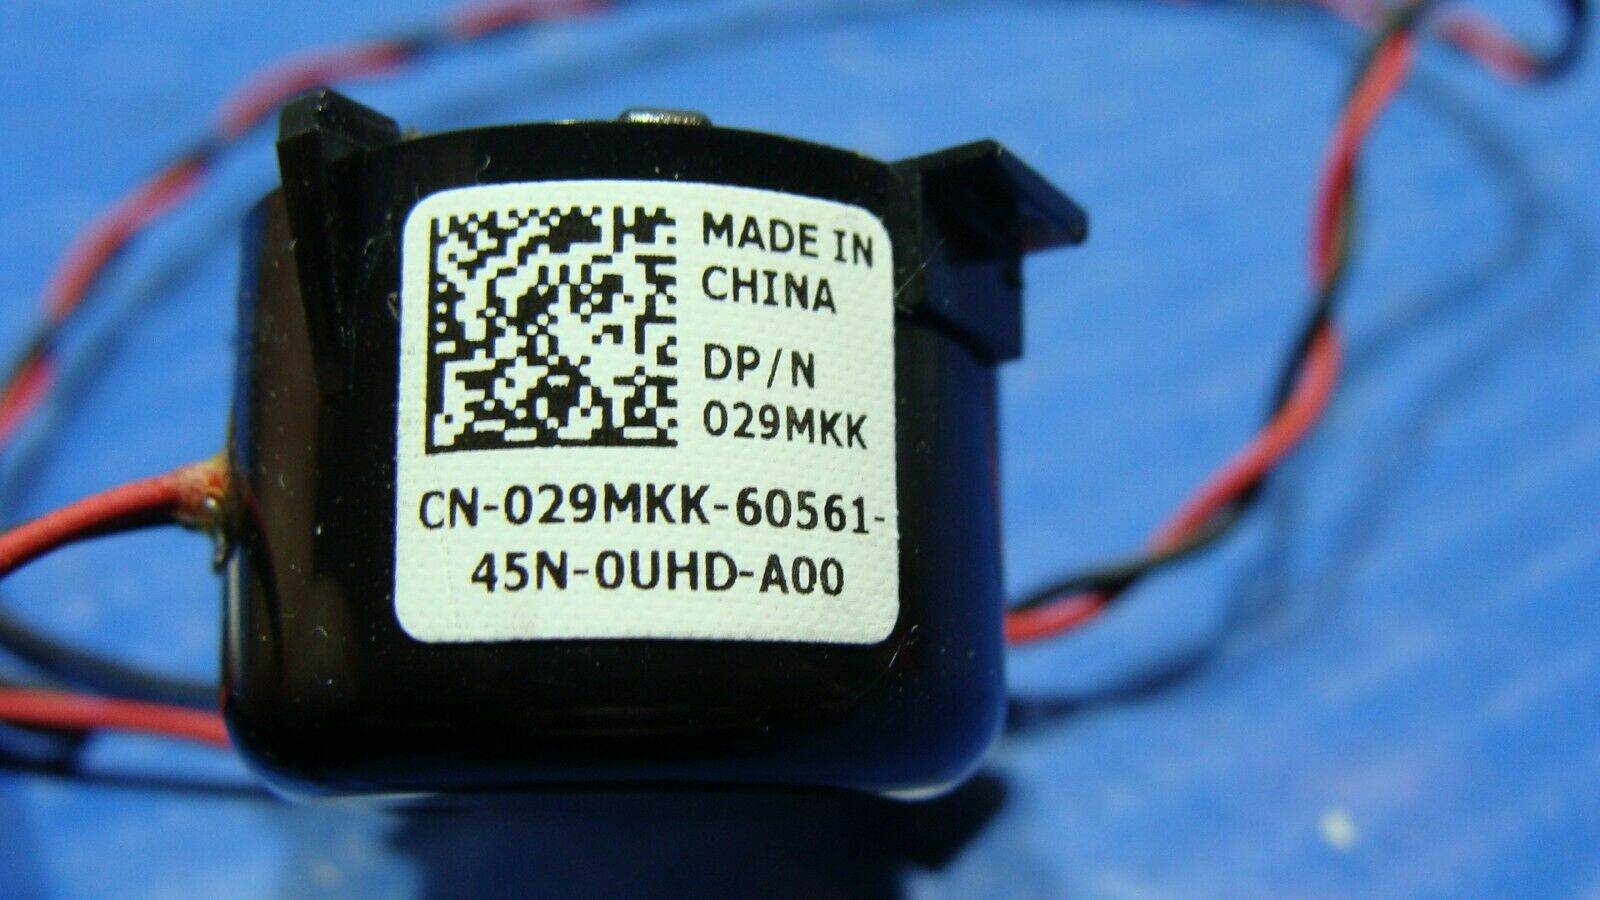 MADE IN
CHINA
DP/N
029MKK
CN-029MKK-60561-
45N-0UHD-A00